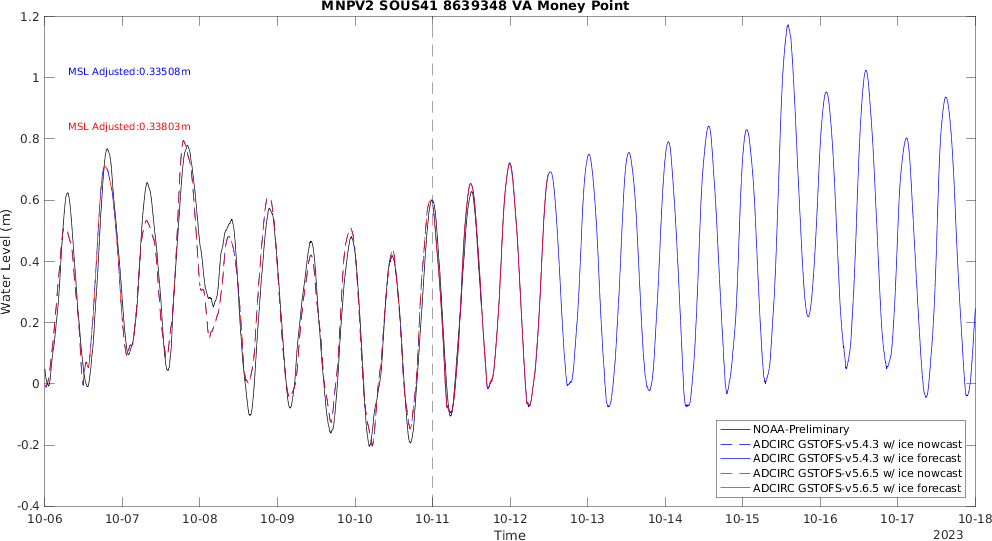 MNPV2 SOUS41 8639348 VA Money Point
1.2
1
0.8
0.6
0.4
0.2
0
-0.2
-0.4
Water Level (m)
MSL Adjusted:0.33508m
MSL Adjusted:0.33803m
NOAA-Preliminary
ADCIRC GSTOFS-v5.4.3 w/ ice nowcast
ADCIRC GSTOFS-v5.4.3 w/ ice forecast
ADCIRC GSTOFS-v5.6.5 w/ ice nowcast
ADCIRC GSTOFS-v5.6.5 w/ ice forecast
10-06 10-07 10-08 10-09 10-10 10-11 10-12 10-13 10-14 10-15 10-16 10-17 10-18
Time
2023